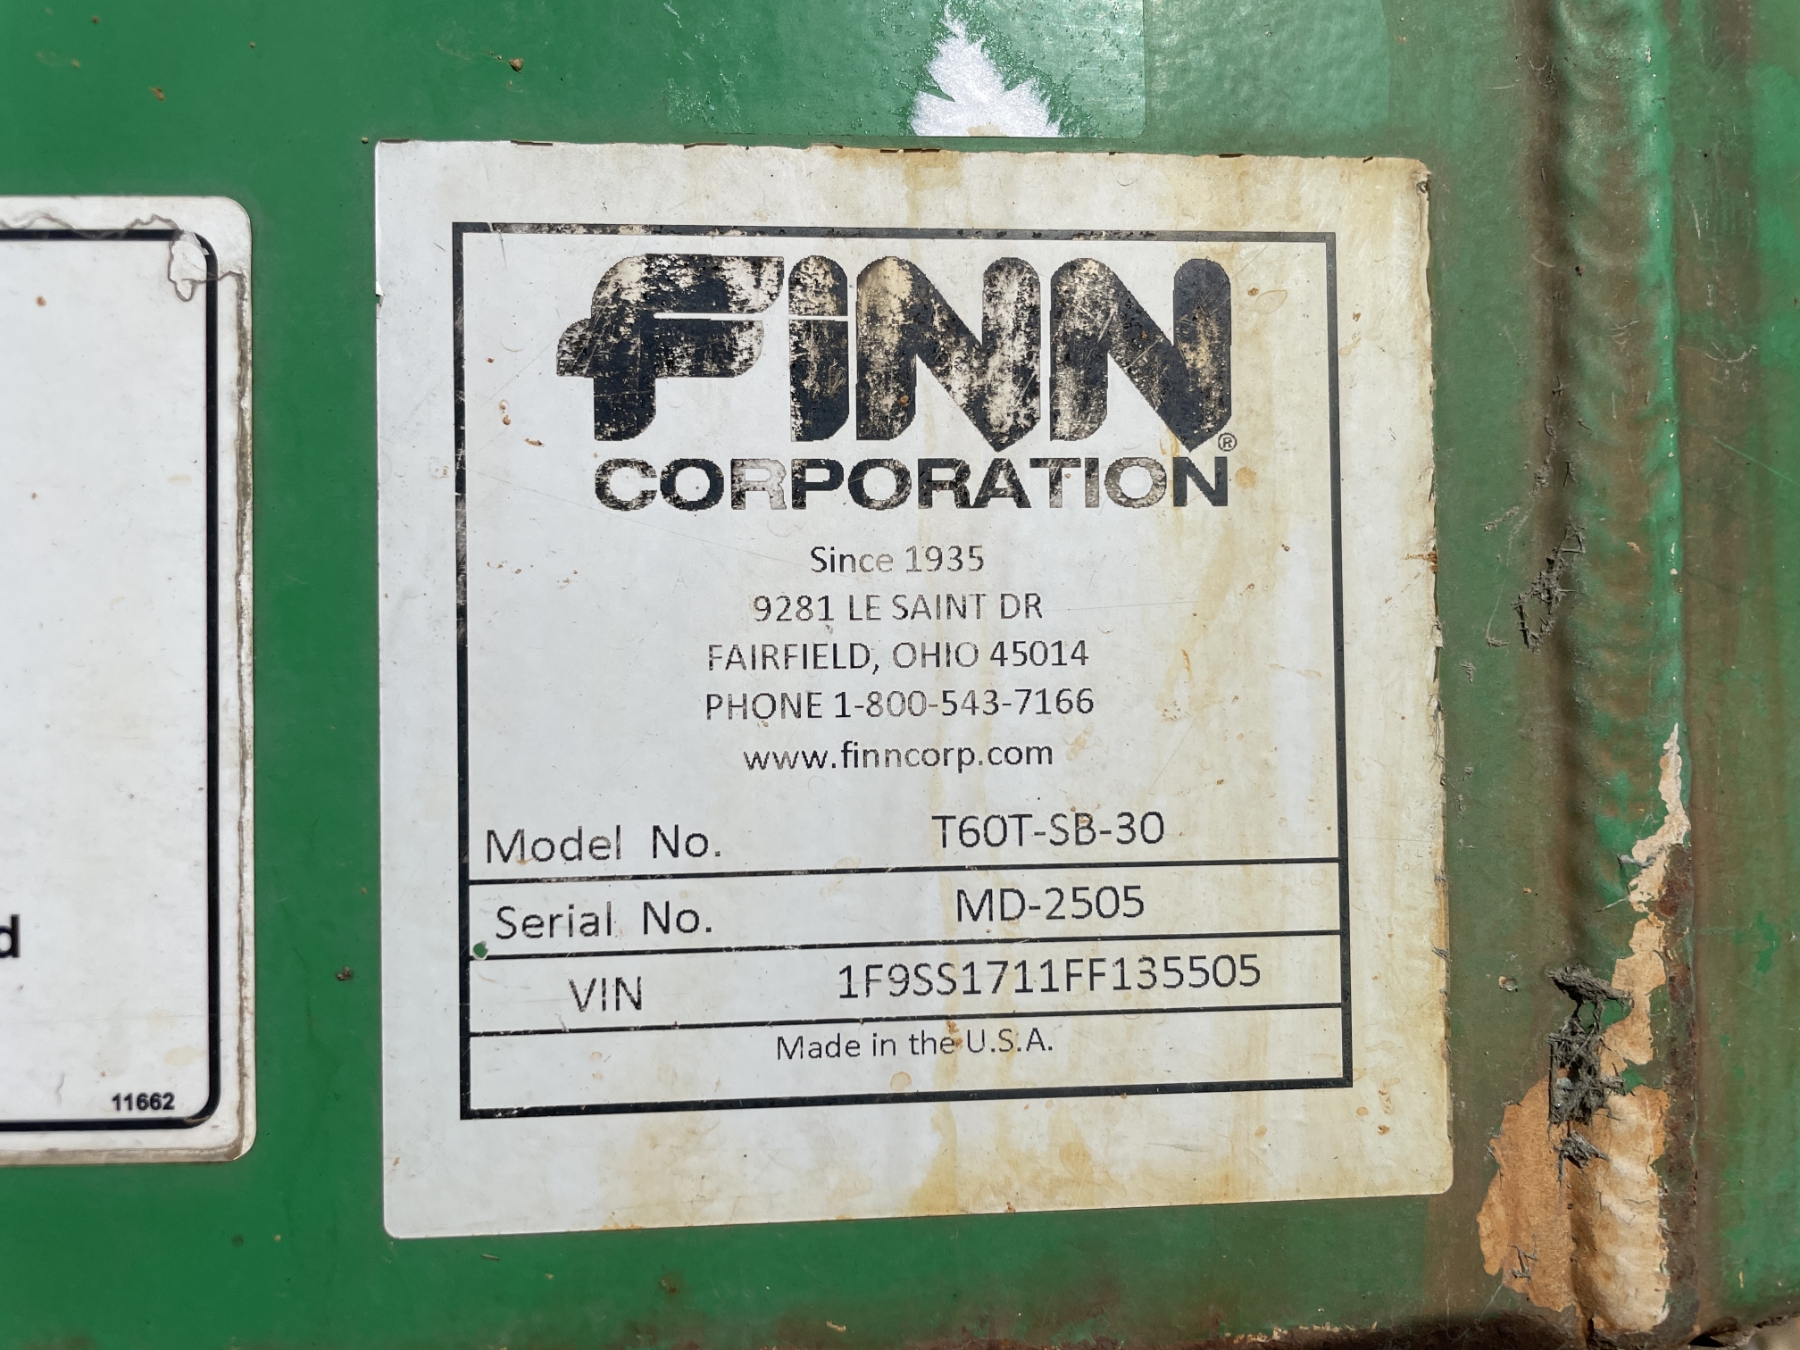 FINN®
CORPORATION
Since 1935
9281 LE SAINT DR
FAIRFIELD, OHIO 45014
PHONE 1-800-543-7166
www.finncorp.com
Model No. T60T-SB-30
Serial No. MD-2505
VIN 1F9SS1711FF135505
Made in the U.S.A.
d
11662